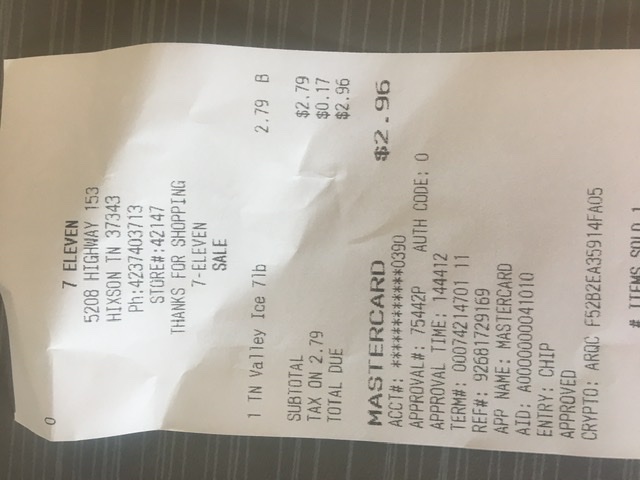 0
7 ELEVEN
5208 HIGHWAY 153
HIXSON TN 37343
Ph:4237403713
STORE#:42147
THANKS FOR SHOPPING
7-ELEVEN
SALE
1 TN Valley Ice 7lb 2.79 B
SUBTOTAL $2.79
TAX ON 2.79 $0.17
TOTAL DUE $2.96
MASTERCARD $2.96
ACCT#: ************0390
APPROVAL#: 75442P AUTH CODE: 0
APPROVAL TIME: 144412
TERM#: 00074214701 11
REF#: 92681729169
APP NAME: MASTERCARD
AID: A0000000041010
ENTRY: CHIP
APPROVED
CRYPTO: ARQC F52B2EA35914FA05
# ITEMS SOLD 1